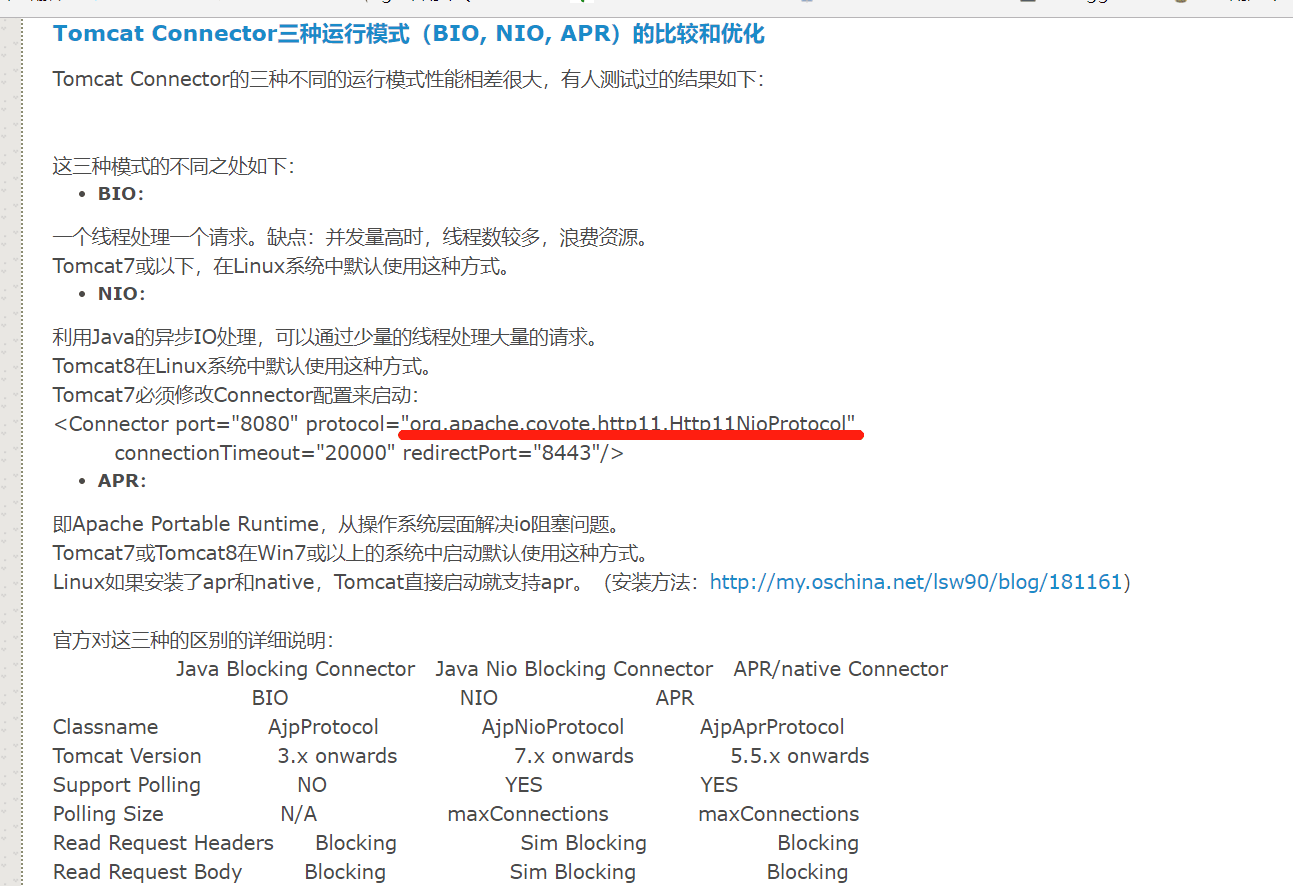 Tomcat Connector三种运行模式（BIO, NIO, APR）的比较和优化
Tomcat Connector的三种不同的运行模式性能相差很大，有人测试过的结果如下：
这三种模式的不同之处如下：
• BIO：
一个线程处理一个请求。缺点：并发量高时，线程数较多，浪费资源。
Tomcat7或以下，在Linux系统中默认使用这种方式。
• NIO：
利用Java的异步IO处理，可以通过少量的线程处理大量的请求。
Tomcat8在Linux系统中默认使用这种方式。
Tomcat7必须修改Connector配置来启动：
<Connector port="8080" protocol="org.apache.coyote.http11.Http11NioProtocol"
connectionTimeout="20000" redirectPort="8443"/>
• APR：
即Apache Portable Runtime，从操作系统层面解决io阻塞问题。
Tomcat7或Tomcat8在Win7或以上的系统中启动默认使用这种方式。
Linux如果安装了apr和native，Tomcat直接启动就支持apr。（安装方法：http://my.oschina.net/lsw90/blog/181161）
官方对这三种的区别的详细说明：
Java Blocking Connector Java Nio Blocking Connector APR/native Connector
BIO NIO APR
Classname AjpProtocol AjpNioProtocol AjpAprProtocol
Tomcat Version 3.x onwards 7.x onwards 5.5.x onwards
Support Polling NO YES YES
Polling Size N/A maxConnections maxConnections
Read Request Headers Blocking Sim Blocking Blocking
Read Request Body Blocking Sim Blocking Blocking